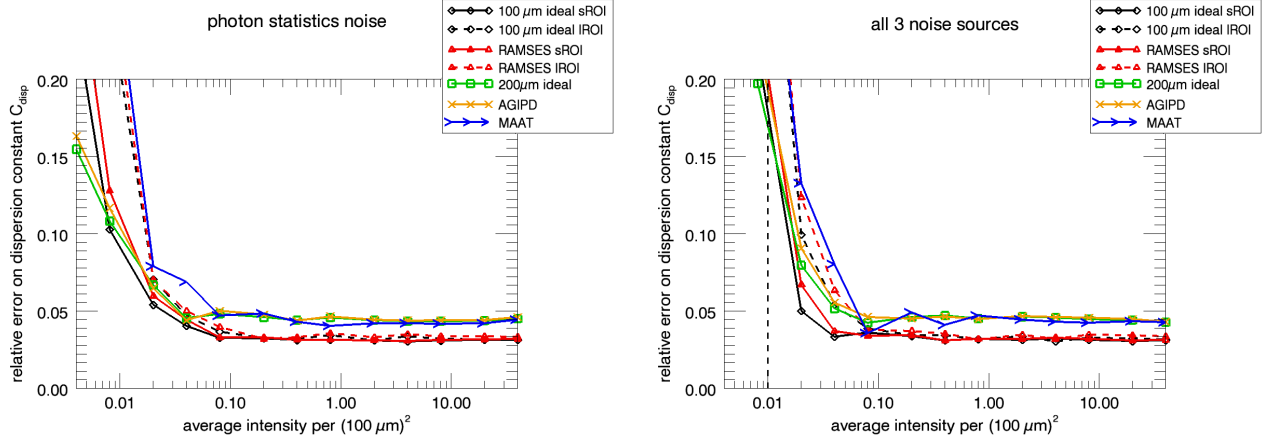 photon statistics noise
100 μm ideal sROI
100 μm ideal lROI
RAMSES sROI
RAMSES lROI
200μm ideal
AGIPD
MAAT
0.20
0.15
0.10
0.05
0.00
relative error on dispersion constant C_disp
0.01 0.10 1.00 10.00
average intensity per (100 μm)²
all 3 noise sources
100 μm ideal sROI
100 μm ideal lROI
RAMSES sROI
RAMSES lROI
200μm ideal
AGIPD
MAAT
0.20
0.15
0.10
0.05
0.00
relative error on dispersion constant C_disp
0.01 0.10 1.00 10.00
average intensity per (100 μm)²